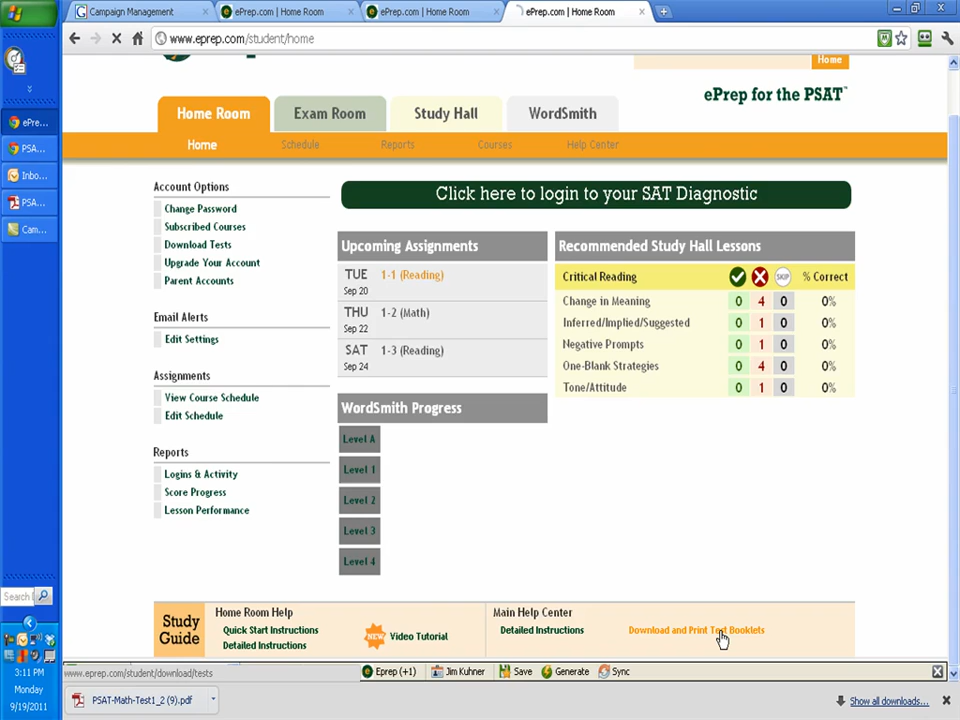 Campaign Management
ePrep.com | Home Room
ePrep.com | Home Room
ePrep.com | Home Room
www.eprep.com/student/home
Home
ePrep for the PSAT™
Home Room
Exam Room
Study Hall
WordSmith
Home
Schedule
Reports
Courses
Help Center
ePre...
PSA...
Inbo...
PSA...
Cam...
Account Options
Change Password
Subscribed Courses
Download Tests
Upgrade Your Account
Parent Accounts
Email Alerts
Edit Settings
Assignments
View Course Schedule
Edit Schedule
Reports
Logins & Activity
Score Progress
Lesson Performance
Click here to login to your SAT Diagnostic
Upcoming Assignments
TUE 1-1 (Reading)
Sep 20
THU 1-2 (Math)
Sep 22
SAT 1-3 (Reading)
Sep 24
WordSmith Progress
Level A
Level 1
Level 2
Level 3
Level 4
Recommended Study Hall Lessons
Critical Reading SKIP % Correct
Change in Meaning 0 4 0 0%
Inferred/Implied/Suggested 0 1 0 0%
Negative Prompts 0 1 0 0%
One-Blank Strategies 0 4 0 0%
Tone/Attitude 0 1 0 0%
Study Guide
Home Room Help
Quick Start Instructions
Detailed Instructions
NEW Video Tutorial
Main Help Center
Detailed Instructions
Download and Print Test Booklets
Search
www.eprep.com/student/download/tests
Eprep (+1)
Jim Kuhner
Save
Generate
Sync
3:11 PM
Monday
9/19/2011
PSAT-Math-Test1_2 (9).pdf
Show all downloads...